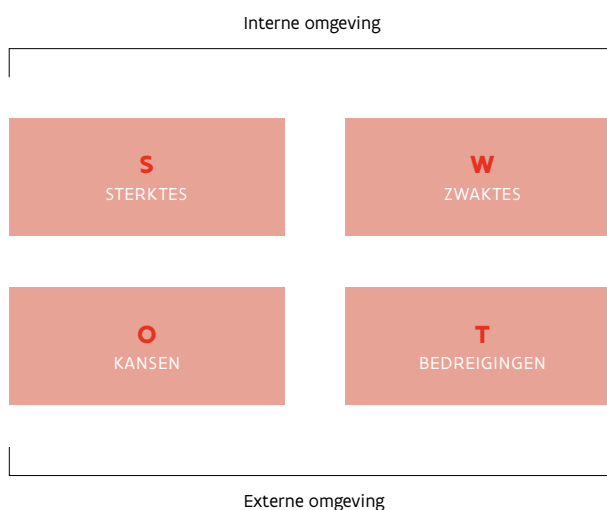 Interne omgeving
S
STERKTES
W
ZWAKTES
O
KANSEN
T
BEDREIGINGEN
Externe omgeving